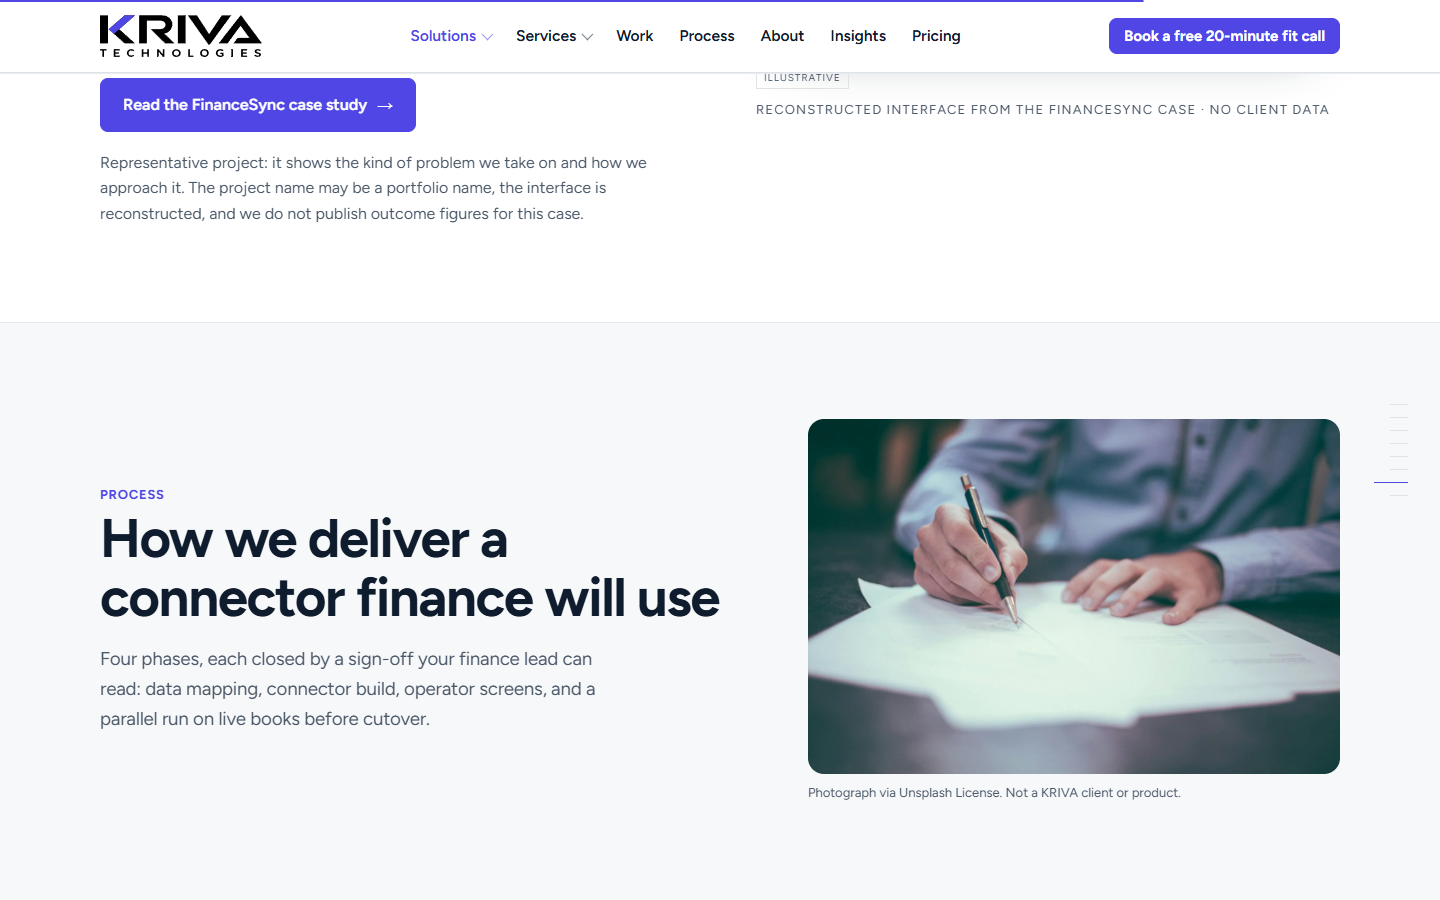 KRIVA
TECHNOLOGIES
Solutions
Services
Work
Process
About
Insights
Pricing
Book a free 20-minute fit call
Read the FinanceSync case study →
ILLUSTRATIVE
RECONSTRUCTED INTERFACE FROM THE FINANCESYNC CASE · NO CLIENT DATA
Representative project: it shows the kind of problem we take on and how we
approach it. The project name may be a portfolio name, the interface is
reconstructed, and we do not publish outcome figures for this case.
PROCESS
How we deliver a
connector finance will use
Four phases, each closed by a sign-off your finance lead can
read: data mapping, connector build, operator screens, and a
parallel run on live books before cutover.
Photograph via Unsplash License. Not a KRIVA client or product.